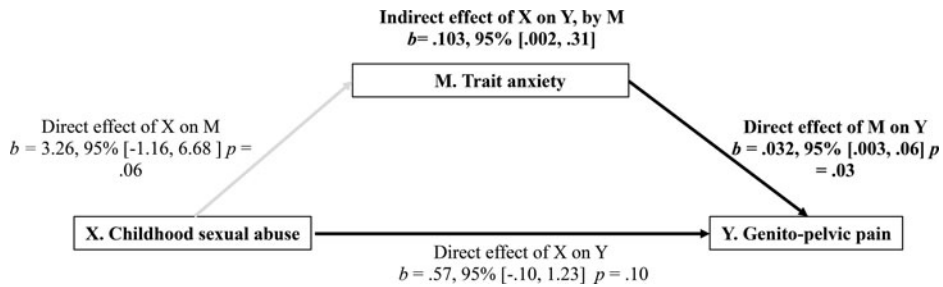 Indirect effect of X on Y, by M
b= .103, 95% [.002, .31]
M. Trait anxiety
Direct effect of X on M
b = 3.26, 95% [-1.16, 6.68 ] p =
.06
Direct effect of M on Y
b = .032, 95% [.003, .06] p
= .03
X. Childhood sexual abuse
Y. Genito-pelvic pain
Direct effect of X on Y
b = .57, 95% [-.10, 1.23] p = .10